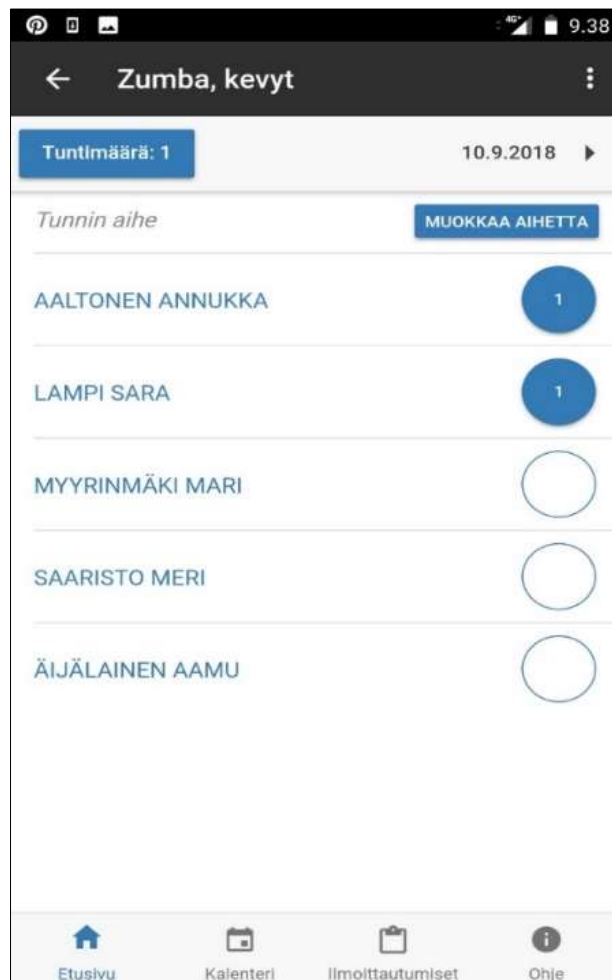 4G+ 9.38
Zumba, kevyt
Tuntimäärä: 1 10.9.2018
Tunnin aihe MUOKKAA AIHETTA
AALTONEN ANNUKKA 1
LAMPI SARA 1
MYYRINMÄKI MARI
SAARISTO MERI
ÄIJÄLAINEN AAMU
Etusivu Kalenteri Ilmoittautumiset Ohje